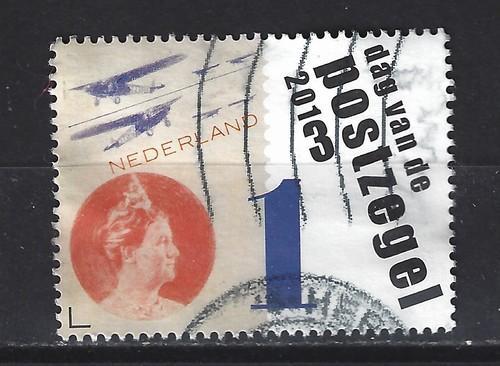 NEDERLAND
1
dag van de
postzegel
2013